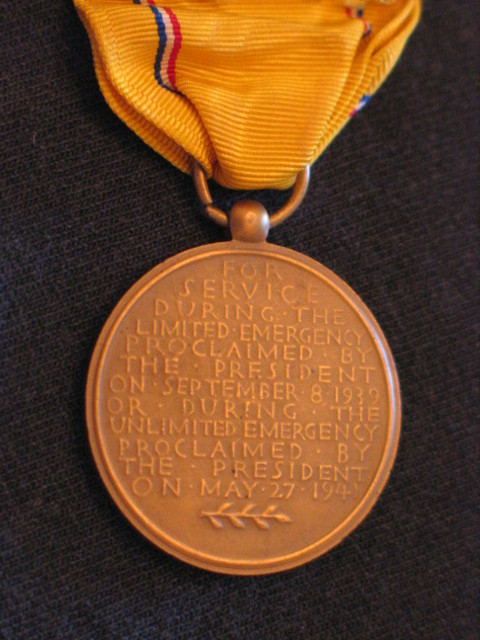 FOR
SERVICE
DURING · THE
LIMITED · EMERGENCY
PROCLAIMED · BY
THE · PRESIDENT
ON · SEPTEMBER 8 · 1939
OR · DURING · THE
UNLIMITED EMERGENCY
PROCLAIMED · BY
THE · PRESIDENT
ON · MAY · 27 · 1941